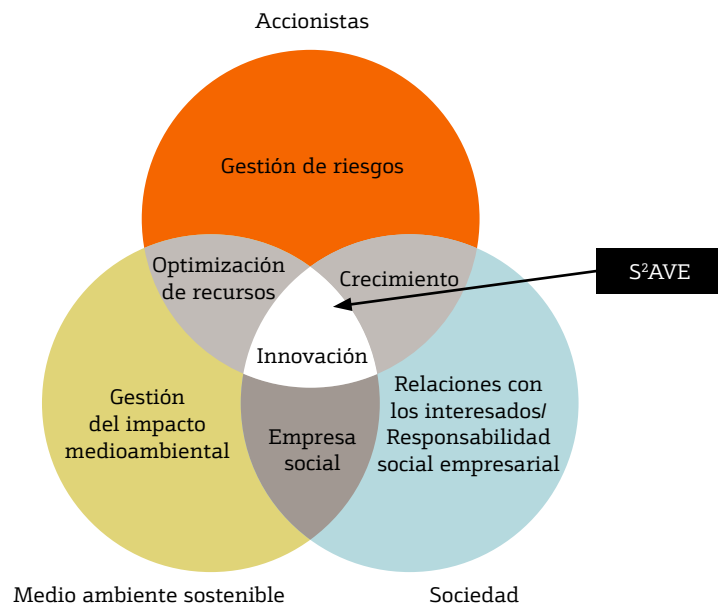 Accionistas
Gestión de riesgos
Optimización
de recursos
Crecimiento
S²AVE
Innovación
Gestión
del impacto
medioambiental
Empresa
social
Relaciones con
los interesados/
Responsabilidad
social empresarial
Medio ambiente sostenible
Sociedad